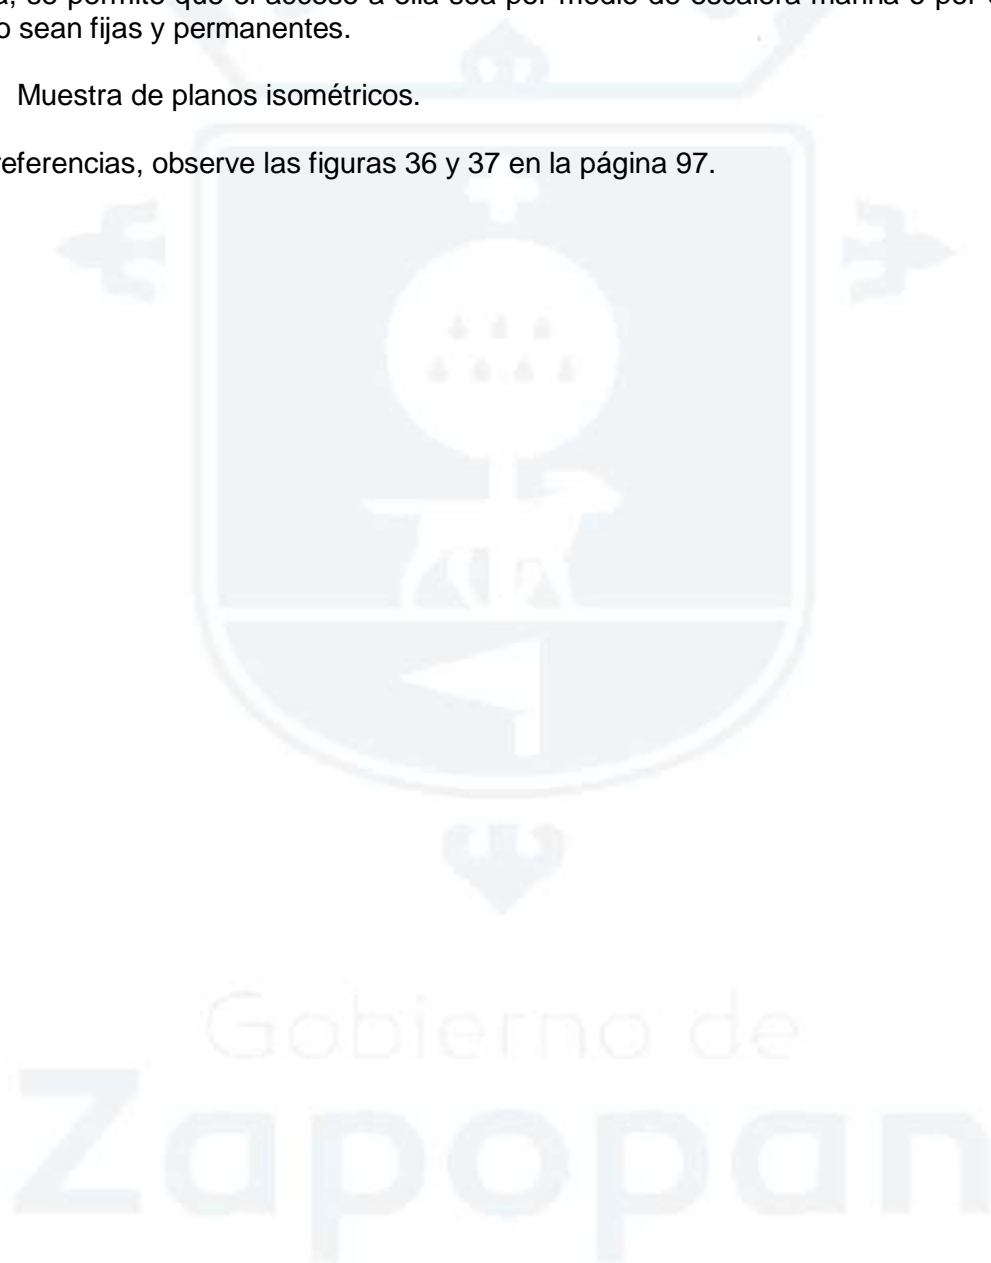 se permite que el acceso a ella sea por medio de escalera marina o por
sean fijas y permanentes.
Muestra de planos isométricos.
referencias, observe las figuras 36 y 37 en la página 97.
Gobierno de
Zapopan